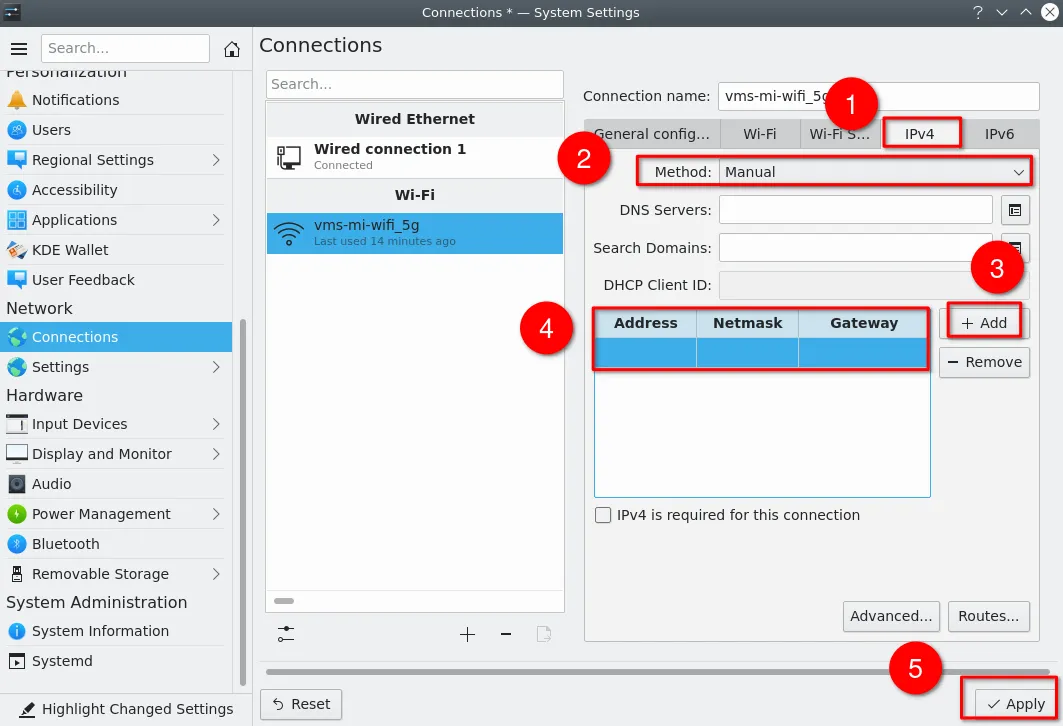 Connections * — System Settings
?
Search...
Personalization
Notifications
Users
Regional Settings
Accessibility
Applications
KDE Wallet
User Feedback
Network
Connections
Settings
Hardware
Input Devices
Display and Monitor
Audio
Power Management
Bluetooth
Removable Storage
System Administration
System Information
Systemd
Highlight Changed Settings
Connections
Search...
Wired Ethernet
Wired connection 1
Connected
Wi-Fi
vms-mi-wifi_5g
Last used 14 minutes ago
Reset
Connection name: vms-mi-wifi_5g
1
General config... Wi-Fi Wi-Fi S... IPv4 IPv6
2
Method: Manual
DNS Servers:
Search Domains:
3
DHCP Client ID:
4
Address Netmask Gateway
+ Add
− Remove
IPv4 is required for this connection
Advanced... Routes...
5
Apply